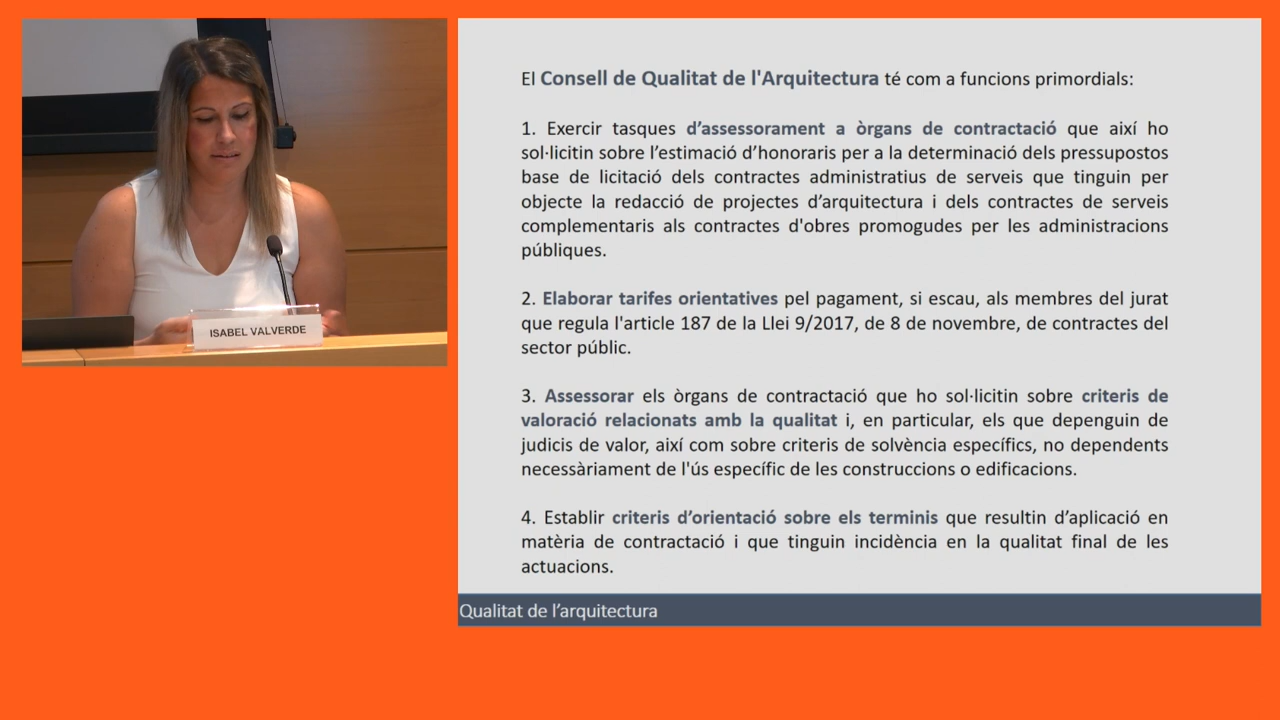 ISABEL VALVERDE
El Consell de Qualitat de l'Arquitectura té com a funcions primordials:
1. Exercir tasques d’assessorament a òrgans de contractació que així ho
sol·licitin sobre l’estimació d’honoraris per a la determinació dels pressupostos
base de licitació dels contractes administratius de serveis que tinguin per
objecte la redacció de projectes d’arquitectura i dels contractes de serveis
complementaris als contractes d'obres promogudes per les administracions
públiques.
2. Elaborar tarifes orientatives pel pagament, si escau, als membres del jurat
que regula l'article 187 de la Llei 9/2017, de 8 de novembre, de contractes del
sector públic.
3. Assessorar els òrgans de contractació que ho sol·licitin sobre criteris de
valoració relacionats amb la qualitat i, en particular, els que depenguin de
judicis de valor, així com sobre criteris de solvència específics, no dependents
necessàriament de l'ús específic de les construccions o edificacions.
4. Establir criteris d’orientació sobre els terminis que resultin d’aplicació en
matèria de contractació i que tinguin incidència en la qualitat final de les
actuacions.
Qualitat de l’arquitectura